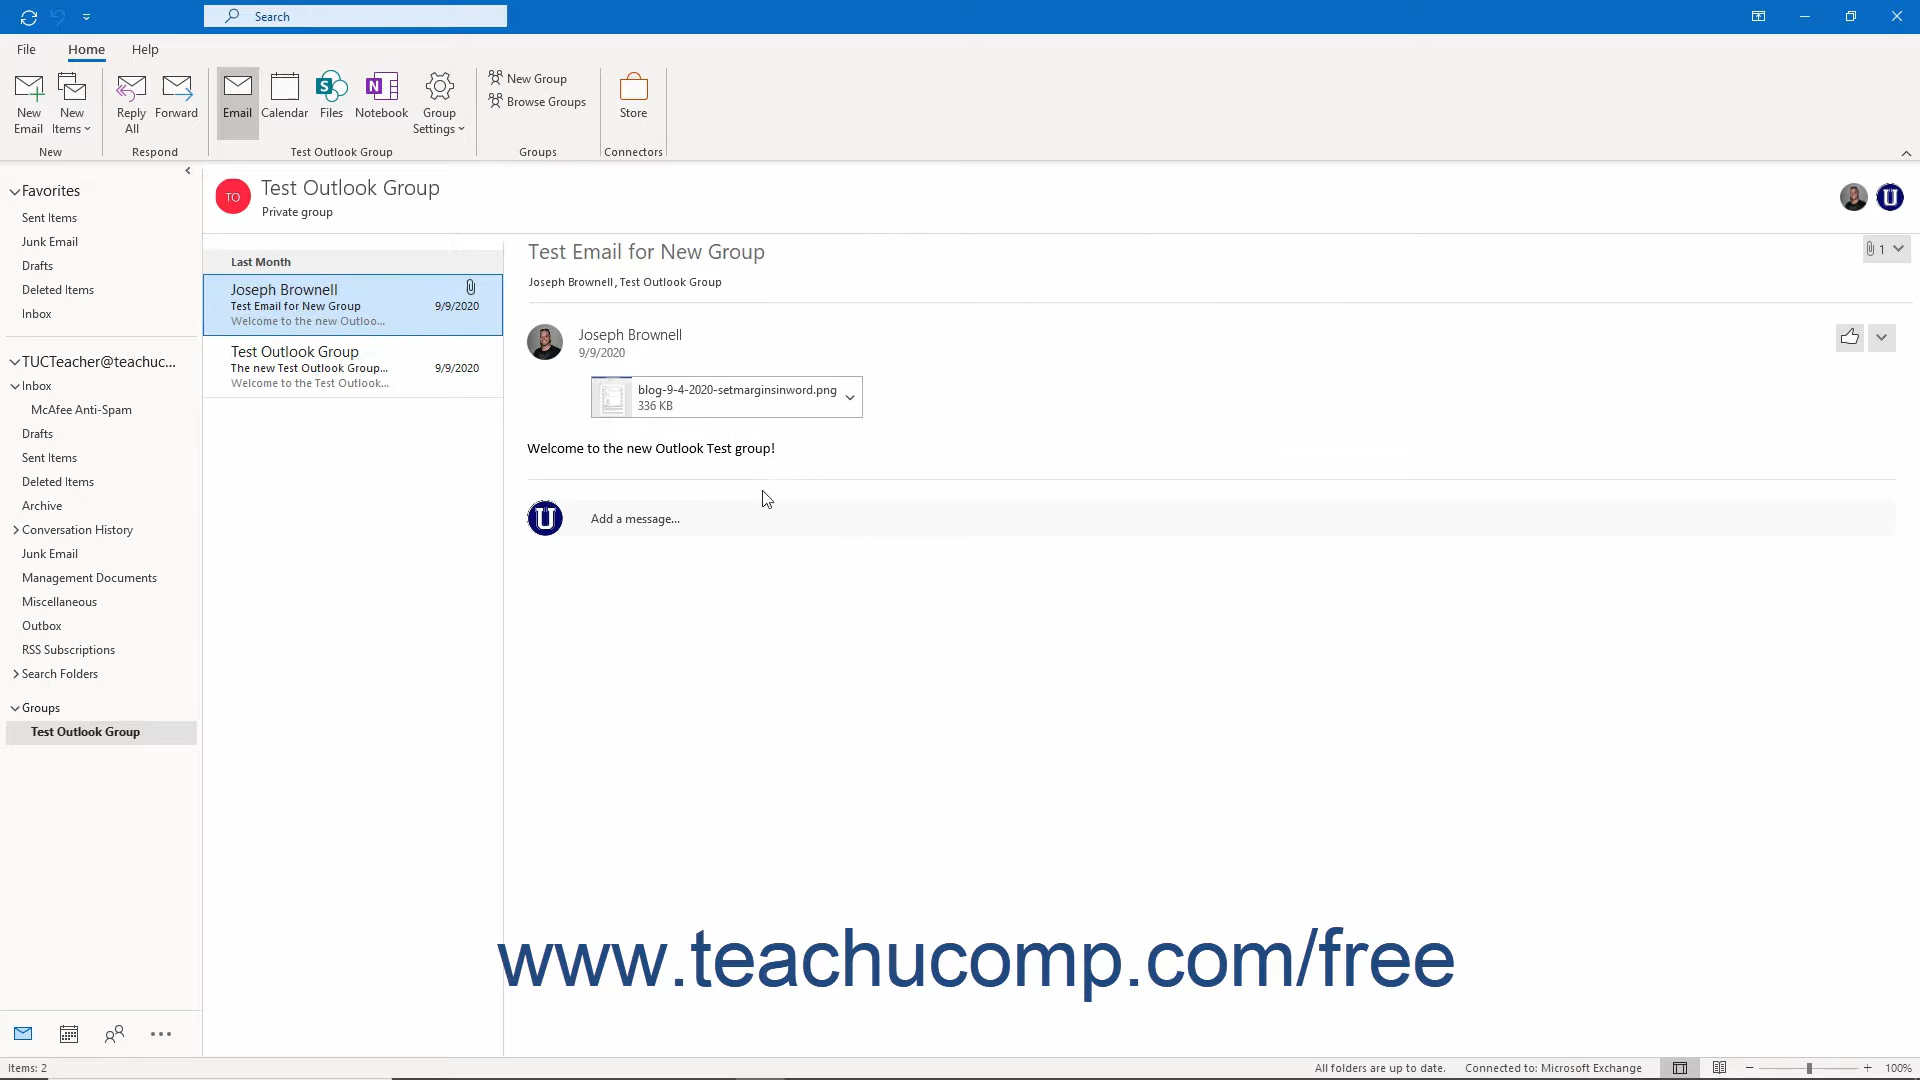 Search
File
Home
Help
New
Email
New
Items
Reply
All
Forward
Email
Calendar
Files
Notebook
Group
Settings
New Group
Browse Groups
Store
New
Respond
Test Outlook Group
Groups
Connectors
Favorites
Sent Items
Junk Email
Drafts
Deleted Items
Inbox
TUCTeacher@teachuc...
Inbox
McAfee Anti-Spam
Drafts
Sent Items
Deleted Items
Archive
Conversation History
Junk Email
Management Documents
Miscellaneous
Outbox
RSS Subscriptions
Search Folders
Groups
Test Outlook Group
TO
Test Outlook Group
Private group
U
Last Month
Joseph Brownell
Test Email for New Group 9/9/2020
Welcome to the new Outloo...
Test Outlook Group
The new Test Outlook Group... 9/9/2020
Welcome to the Test Outlook...
Test Email for New Group
1
Joseph Brownell, Test Outlook Group
Joseph Brownell
9/9/2020
blog-9-4-2020-setmarginsinword.png
336 KB
Welcome to the new Outlook Test group!
U
Add a message...
www.teachucomp.com/free
Items: 2
All folders are up to date.
Connected to: Microsoft Exchange
100%